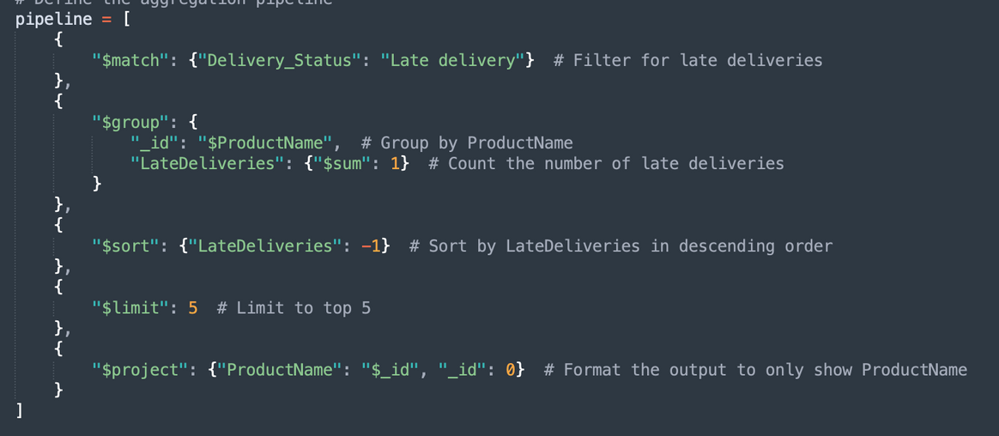 # Define the aggregation pipeline
pipeline = [
    {
        "$match": {"Delivery_Status": "Late delivery"}  # Filter for late deliveries
    },
    {
        "$group": {
            "_id": "$ProductName",  # Group by ProductName
            "LateDeliveries": {"$sum": 1}  # Count the number of late deliveries
        }
    },
    {
        "$sort": {"LateDeliveries": −1}  # Sort by LateDeliveries in descending order
    },
    {
        "$limit": 5  # Limit to top 5
    },
    {
        "$project": {"ProductName": "$_id", "_id": 0}  # Format the output to only show ProductName
    }
]